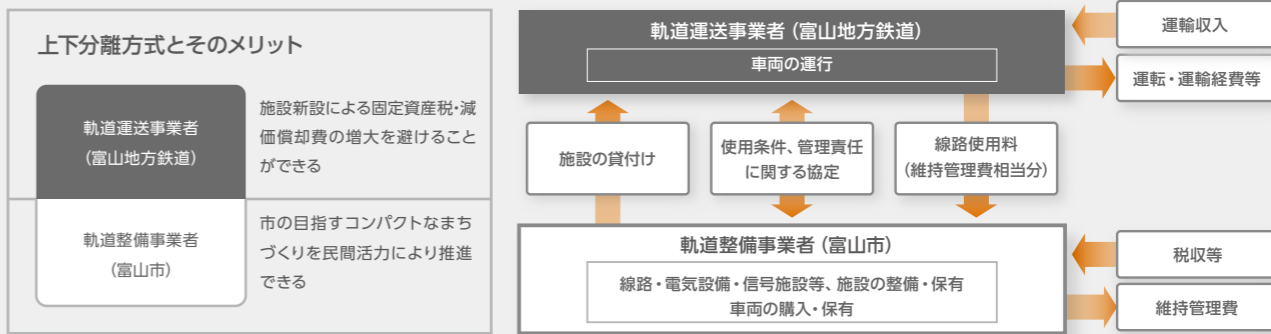 上下分離方式とそのメリット
軌道運送事業者
(富山地方鉄道)
施設新設による固定資産税・減
価償却費の増大を避けること
ができる
軌道整備事業者
(富山市)
市の目指すコンパクトなまち
づくりを民間活力により推進
できる
軌道運送事業者(富山地方鉄道)
車両の運行
運輸収入
運転・運輸経費等
施設の貸付け
使用条件、管理責任
に関する協定
線路使用料
(維持管理費相当分)
軌道整備事業者(富山市)
線路・電気設備・信号施設等、施設の整備・保有
車両の購入・保有
税収等
維持管理費